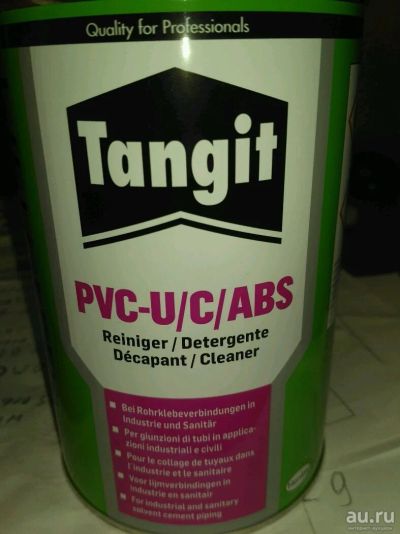 Quality for Professionals
Tangit
PVC-U/C/ABS
Reiniger / Detergente
Décapant / Cleaner
Bei Rohrklebeverbindungen in
Industrie und Sanitär
Per giunzioni di tubi in applica-
zioni industriali e civili
Pour le collage de tuyaux dans
l'industrie et le sanitaire
Voor lijmverbindingen in
industrie en sanitair
For industrial and sanitary
solvent cement piping
9
au.ru